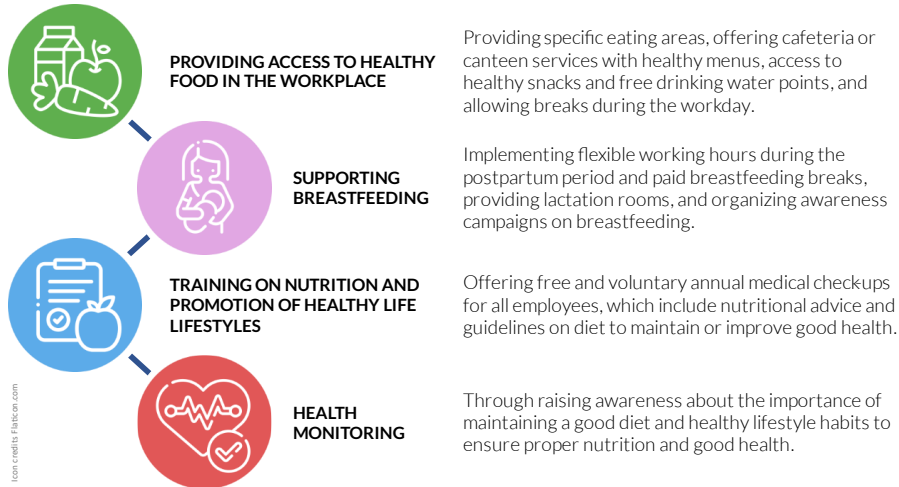 PROVIDING ACCESS TO HEALTHY
FOOD IN THE WORKPLACE
Providing specific eating areas, offering cafeteria or
canteen services with healthy menus, access to
healthy snacks and free drinking water points, and
allowing breaks during the workday.
SUPPORTING
BREASTFEEDING
Implementing flexible working hours during the
postpartum period and paid breastfeeding breaks,
providing lactation rooms, and organizing awareness
campaigns on breastfeeding.
TRAINING ON NUTRITION AND
PROMOTION OF HEALTHY LIFE
LIFESTYLES
Offering free and voluntary annual medical checkups
for all employees, which include nutritional advice and
guidelines on diet to maintain or improve good health.
HEALTH
MONITORING
Through raising awareness about the importance of
maintaining a good diet and healthy lifestyle habits to
ensure proper nutrition and good health.
Icon credits Flaticon.com